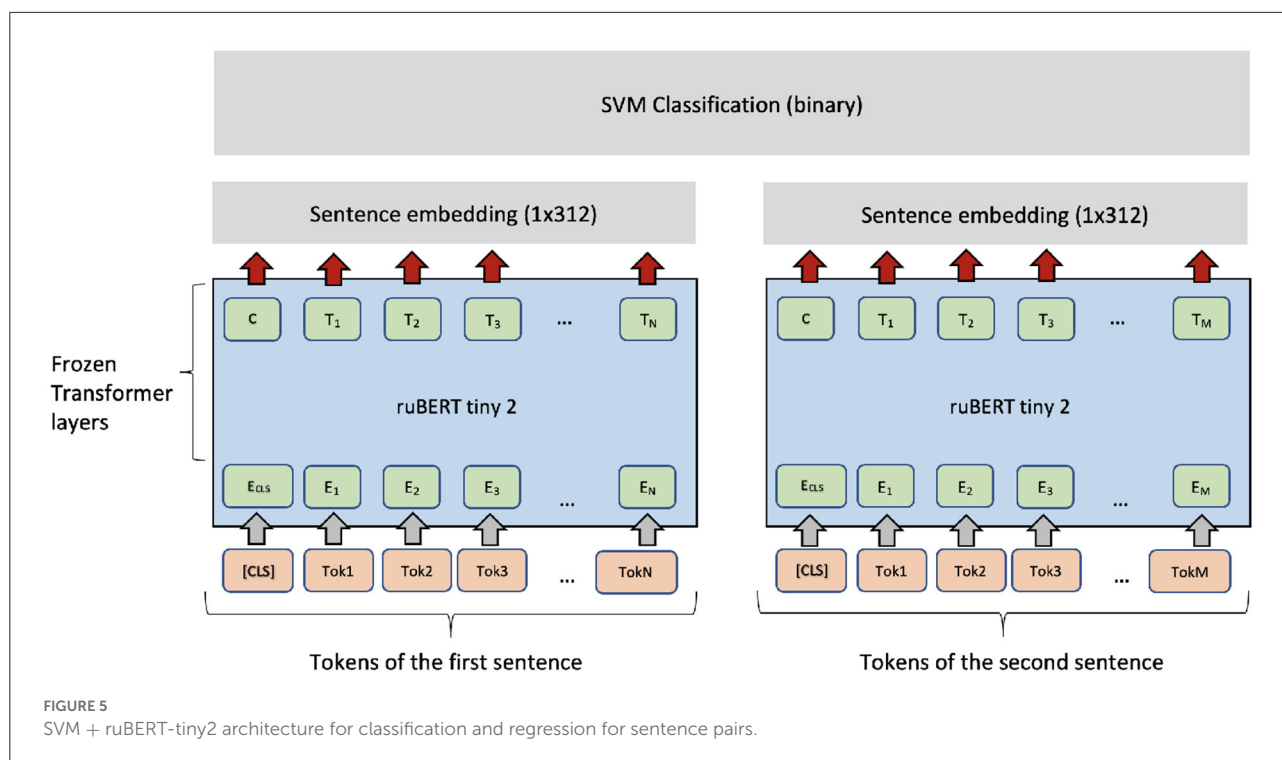 SVM Classification (binary)
Sentence embedding (1x312) Sentence embedding (1x312)
C T1 T2 T3 ... TN C T1 T2 T3 ... TM
Frozen
Transformer
layers
ruBERT tiny 2 ruBERT tiny 2
ECLS E1 E2 E3 ... EN ECLS E1 E2 E3 ... EM
[CLS] Tok1 Tok2 Tok3 ... TokN [CLS] Tok1 Tok2 Tok3 ... TokM
Tokens of the first sentence Tokens of the second sentence
FIGURE 5
SVM + ruBERT-tiny2 architecture for classification and regression for sentence pairs.